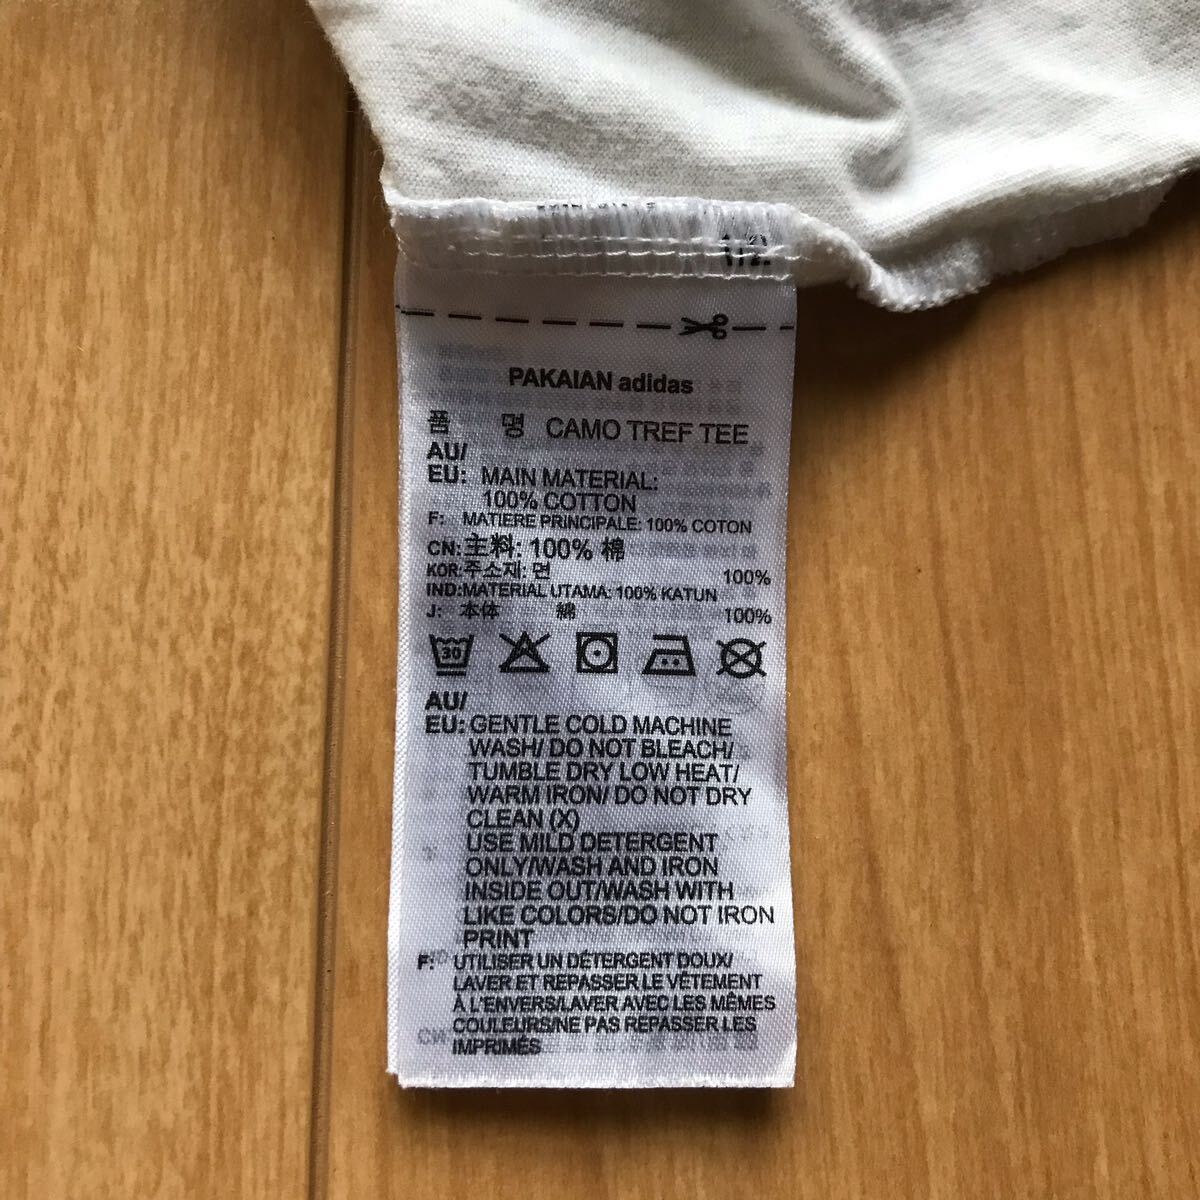 1/2.
PAKAIAN adidas
품 명 CAMO TREF TEE
AU/
EU: MAIN MATERIAL:
100% COTTON
F: MATIERE PRINCIPALE: 100% COTON
CN: 主料: 100% 棉
KOR: 주소재: 면 100%
IND: MATERIAL UTAMA: 100% KATUN
J: 本体 綿 100%
30
AU/
EU: GENTLE COLD MACHINE
WASH/ DO NOT BLEACH/
TUMBLE DRY LOW HEAT/
WARM IRON/ DO NOT DRY
CLEAN (X)
USE MILD DETERGENT
ONLY/WASH AND IRON
INSIDE OUT/WASH WITH
LIKE COLORS/DO NOT IRON
PRINT
F: UTILISER UN DÉTERGENT DOUX/
LAVER ET REPASSER LE VÊTEMENT
À L'ENVERS/LAVER AVEC LES MÊMES
COULEURS/NE PAS REPASSER LES
IMPRIMÉS